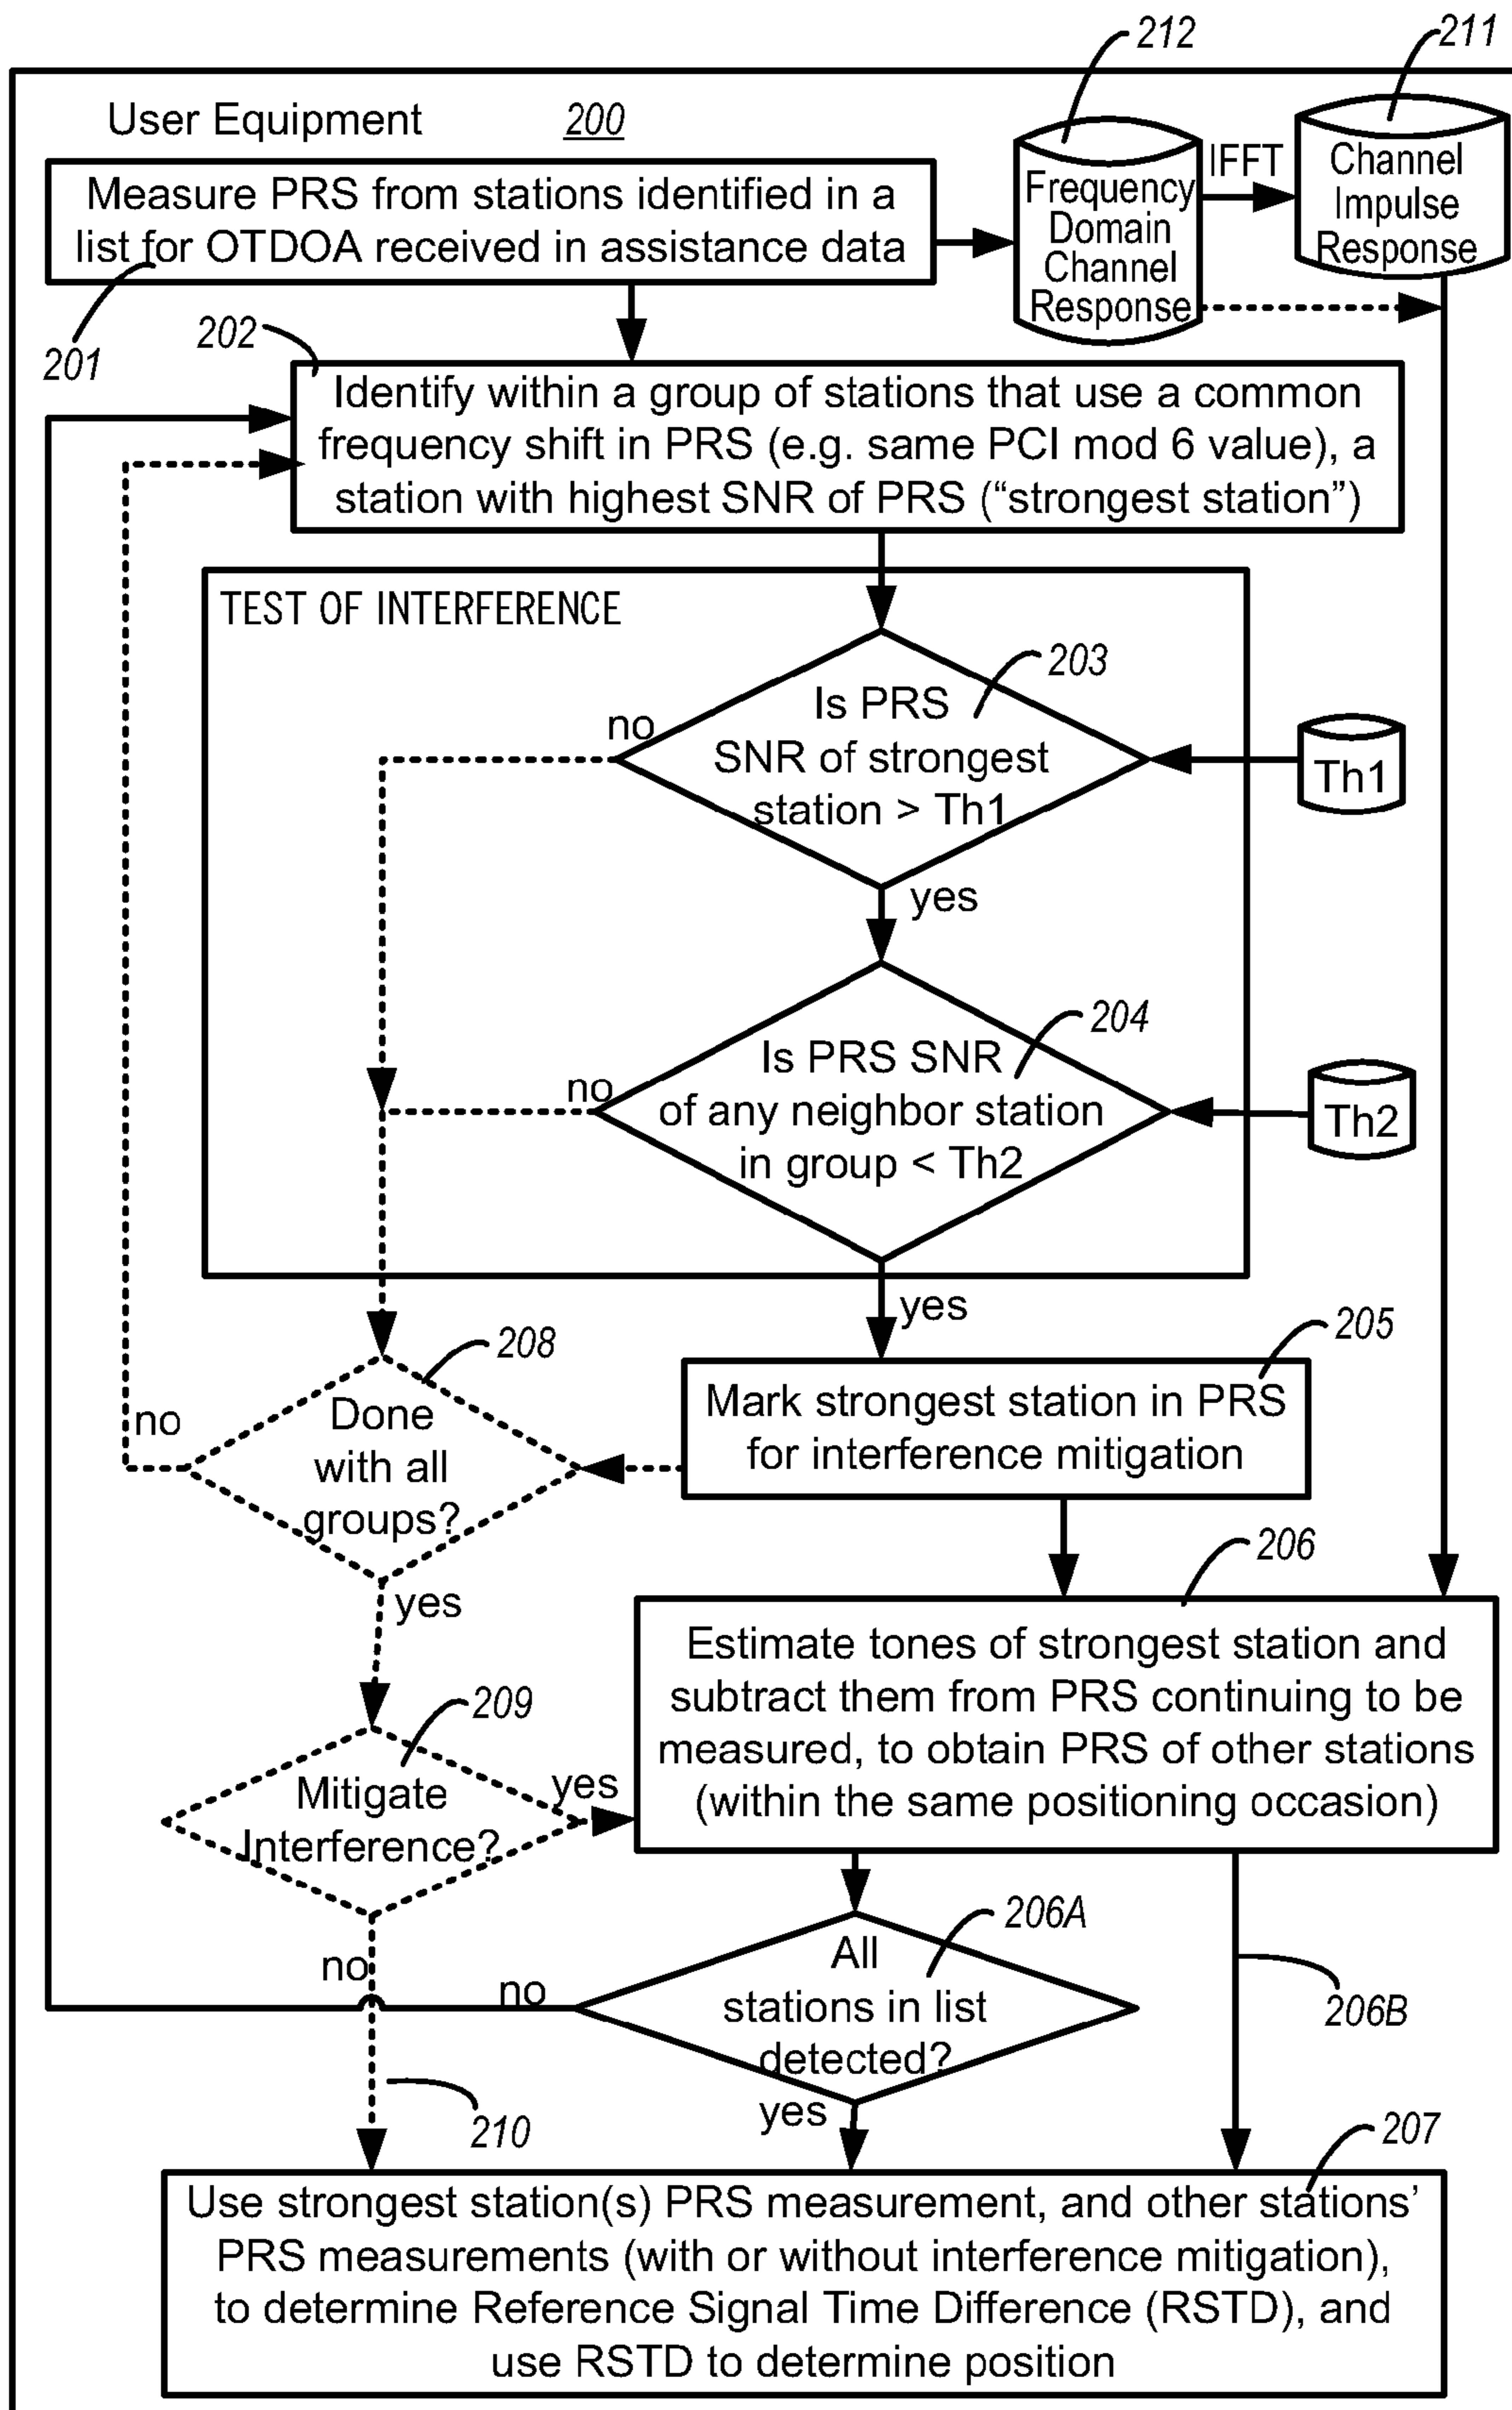 212
211
User Equipment 200
Measure PRS from stations identified in a
list for OTDOA received in assistance data
201
Frequency
Domain
Channel
Response
IFFT
Channel
Impulse
Response
202
Identify within a group of stations that use a common
frequency shift in PRS (e.g. same PCI mod 6 value), a
station with highest SNR of PRS (“strongest station”)
TEST OF INTERFERENCE
203
Is PRS
SNR of strongest
station > Th1
no
Th1
yes
204
Is PRS SNR
of any neighbor station
in group < Th2
no
Th2
yes
205
Mark strongest station in PRS
for interference mitigation
208
Done
with all
groups?
no
yes
206
Estimate tones of strongest station and
subtract them from PRS continuing to be
measured, to obtain PRS of other stations
(within the same positioning occasion)
209
Mitigate
Interference?
yes
no
206A
All
stations in list
detected?
no
yes
206B
210
207
Use strongest station(s) PRS measurement, and other stations’
PRS measurements (with or without interference mitigation),
to determine Reference Signal Time Difference (RSTD), and
use RSTD to determine position